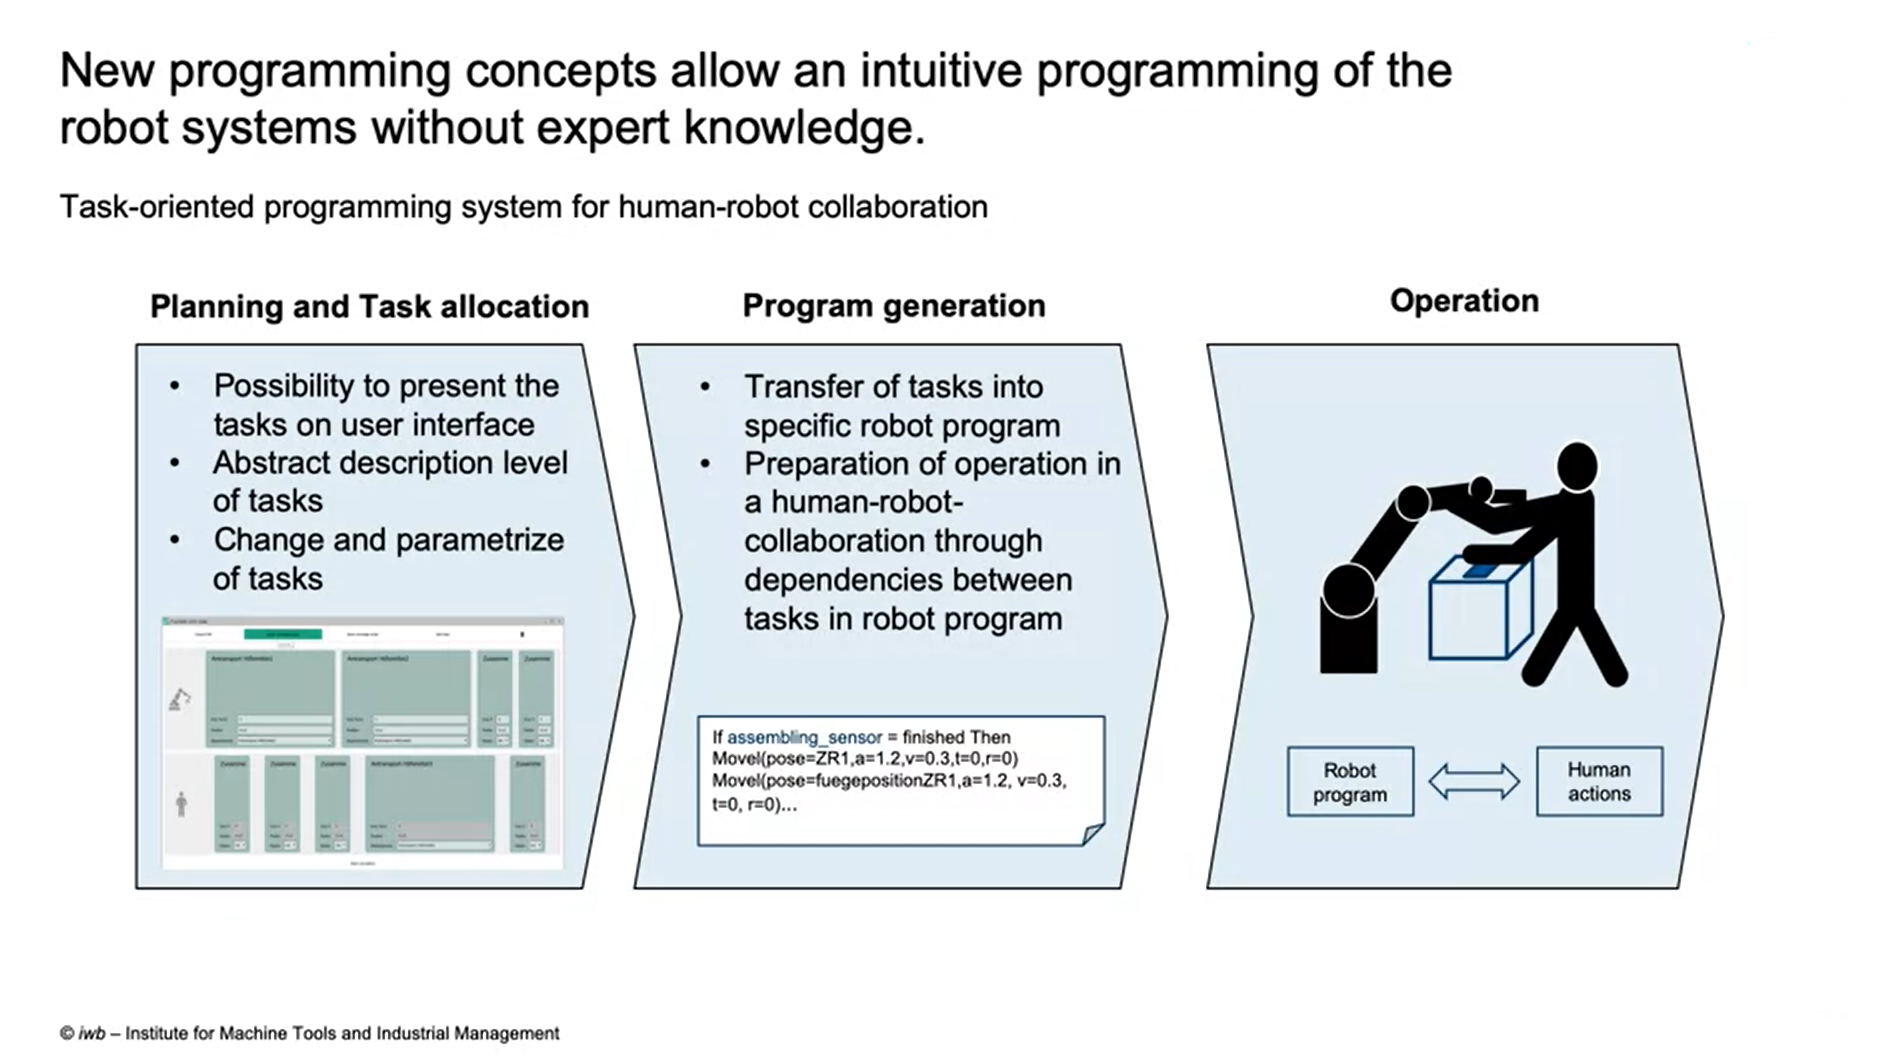 New programming concepts allow an intuitive programming of the
robot systems without expert knowledge.
Task-oriented programming system for human-robot collaboration
Planning and Task allocation
• Possibility to present the
tasks on user interface
• Abstract description level
of tasks
• Change and parametrize
of tasks
Program generation
• Transfer of tasks into
specific robot program
• Preparation of operation in
a human-robot-
collaboration through
dependencies between
tasks in robot program
If assembling_sensor = finished Then
Movel(pose=ZR1,a=1.2,v=0.3,t=0,r=0)
Movel(pose=fuegepositionZR1,a=1.2, v=0.3,
t=0, r=0)...
Operation
Robot
program
Human
actions
© iwb – Institute for Machine Tools and Industrial Management